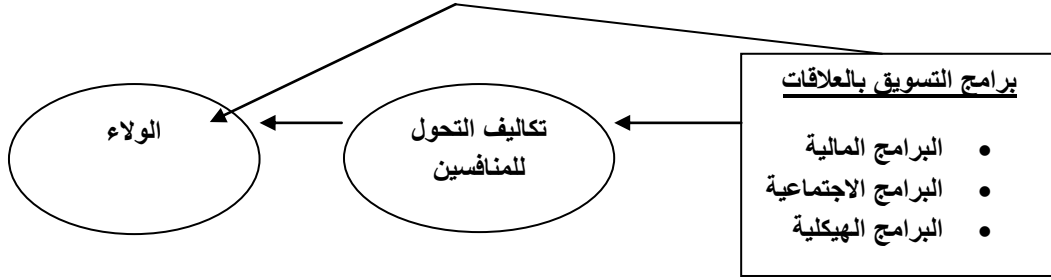 برامج التسويق بالعلاقات
• البرامج المالية
• البرامج الاجتماعية
• البرامج الهيكلية
تكاليف التحول
للمنافسين
الولاء